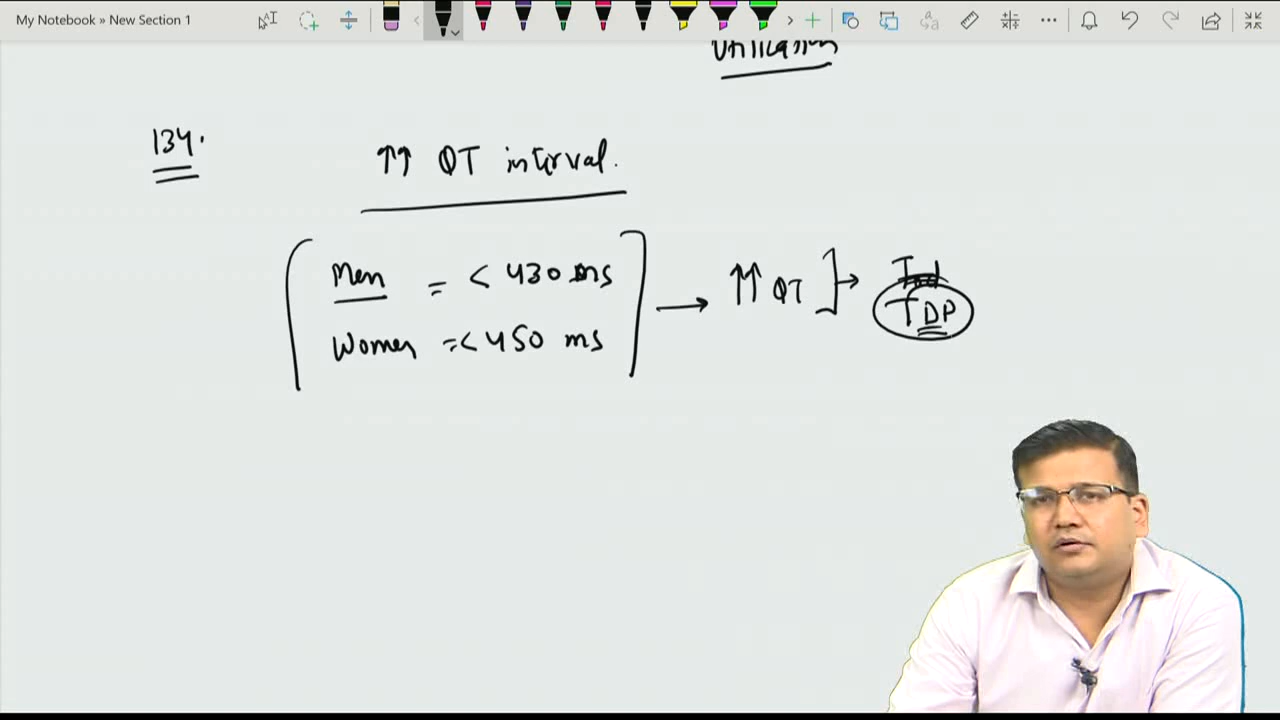 My Notebook » New Section 1
134.
↑↑ QT interval.
Men = < 430 ms
Women = < 450 ms
→ ↑↑ QT } →
TDP